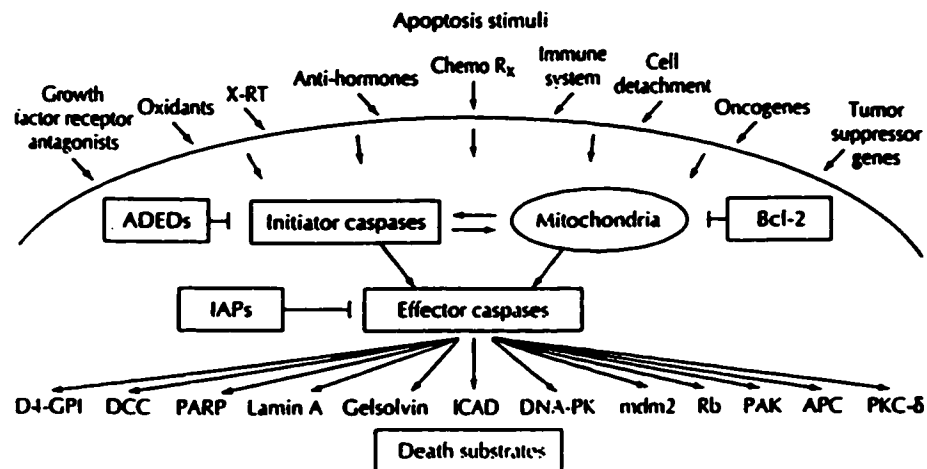 Apoptosis stimuli
Growth
factor receptor
antagonists
Oxidants
X-RT
Anti-hormones
Chemo Rx
Immune
system
Cell
detachment
Oncogenes
Tumor
suppressor
genes
ADEDs
Initiator caspases
Mitochondria
Bcl-2
IAPs
Effector caspases
D4-GPI
DCC
PARP
Lamin A
Gelsolvin
ICAD
DNA-PK
mdm2
Rb
PAK
APC
PKC-δ
Death substrates